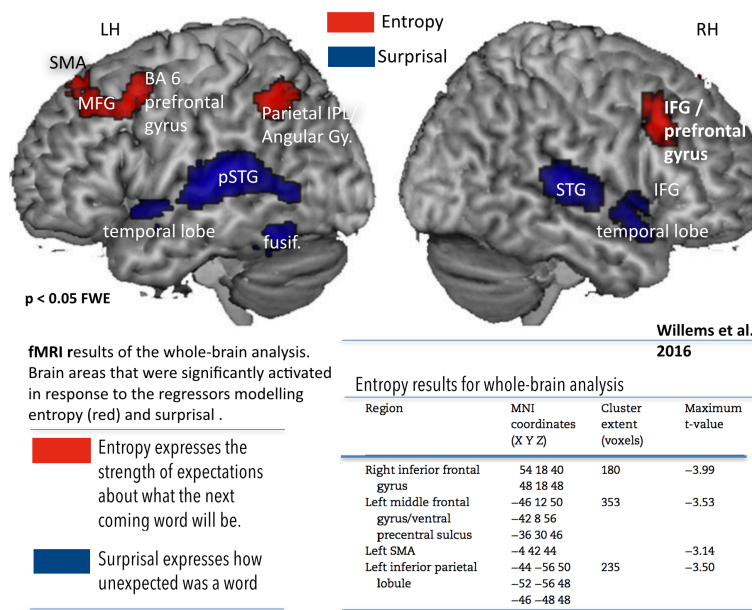 LH
Entropy
Surprisal
RH
SMA
MFG
BA 6
prefrontal
gyrus
Parietal IPL/
Angular Gy.
pSTG
temporal lobe
fusif.
IFG /
prefrontal
gyrus
STG
IFG
temporal lobe
p < 0.05 FWE
Willems et al.
2016
fMRI results of the whole-brain analysis.
Brain areas that were significantly activated
in response to the regressors modelling
entropy (red) and surprisal .
Entropy expresses the
strength of expectations
about what the next
coming word will be.
Surprisal expresses how
unexpected was a word
Entropy results for whole-brain analysis
Region MNI Cluster Maximum
coordinates extent t-value
(X Y Z) (voxels)
Right inferior frontal 54 18 40 180 −3.99
gyrus 48 18 48
Left middle frontal −46 12 50 353 −3.53
gyrus/ventral −42 8 56
precentral sulcus −36 30 46
Left SMA −4 42 44 −3.14
Left inferior parietal −44 −56 50 235 −3.50
lobule −52 −56 48
−46 −48 48